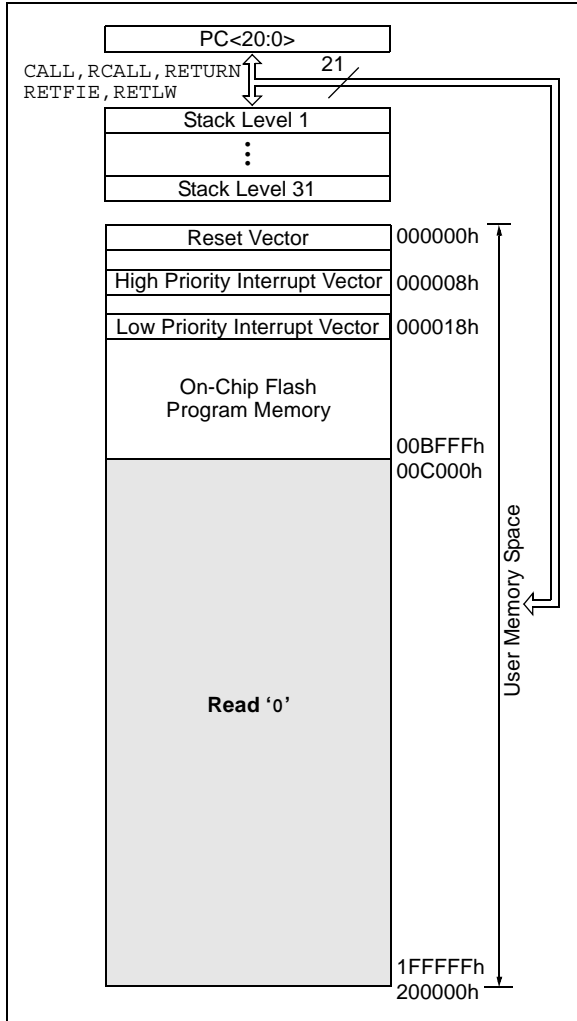 PC<20:0>
CALL,RCALL,RETURN
RETFIE,RETLW
21
Stack Level 1
Stack Level 31
Reset Vector
000000h
High Priority Interrupt Vector
000008h
Low Priority Interrupt Vector
000018h
On-Chip Flash
Program Memory
00BFFFh
00C000h
User Memory Space
Read ‘0’
1FFFFFh
200000h